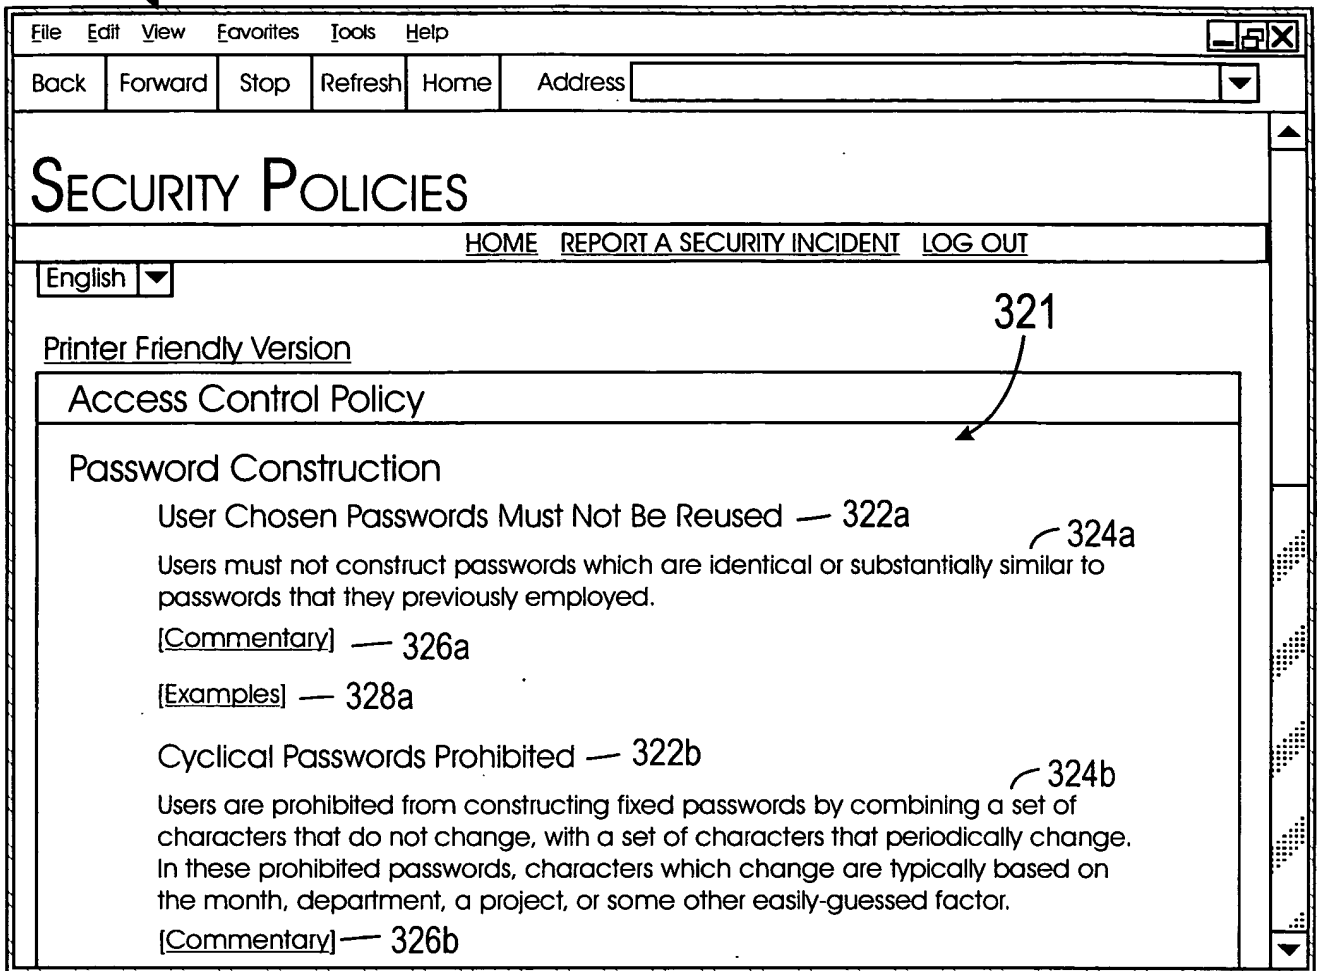 File Edit View Favorites Tools Help
Back Forward Stop Refresh Home Address
SECURITY POLICIES
HOME REPORT A SECURITY INCIDENT LOG OUT
English
321
Printer Friendly Version
Access Control Policy
Password Construction
User Chosen Passwords Must Not Be Reused — 322a
324a
Users must not construct passwords which are identical or substantially similar to
passwords that they previously employed.
[Commentary] — 326a
[Examples] — 328a
Cyclical Passwords Prohibited — 322b
324b
Users are prohibited from constructing fixed passwords by combining a set of
characters that do not change, with a set of characters that periodically change.
In these prohibited passwords, characters which change are typically based on
the month, department, a project, or some other easily-guessed factor.
[Commentary] — 326b